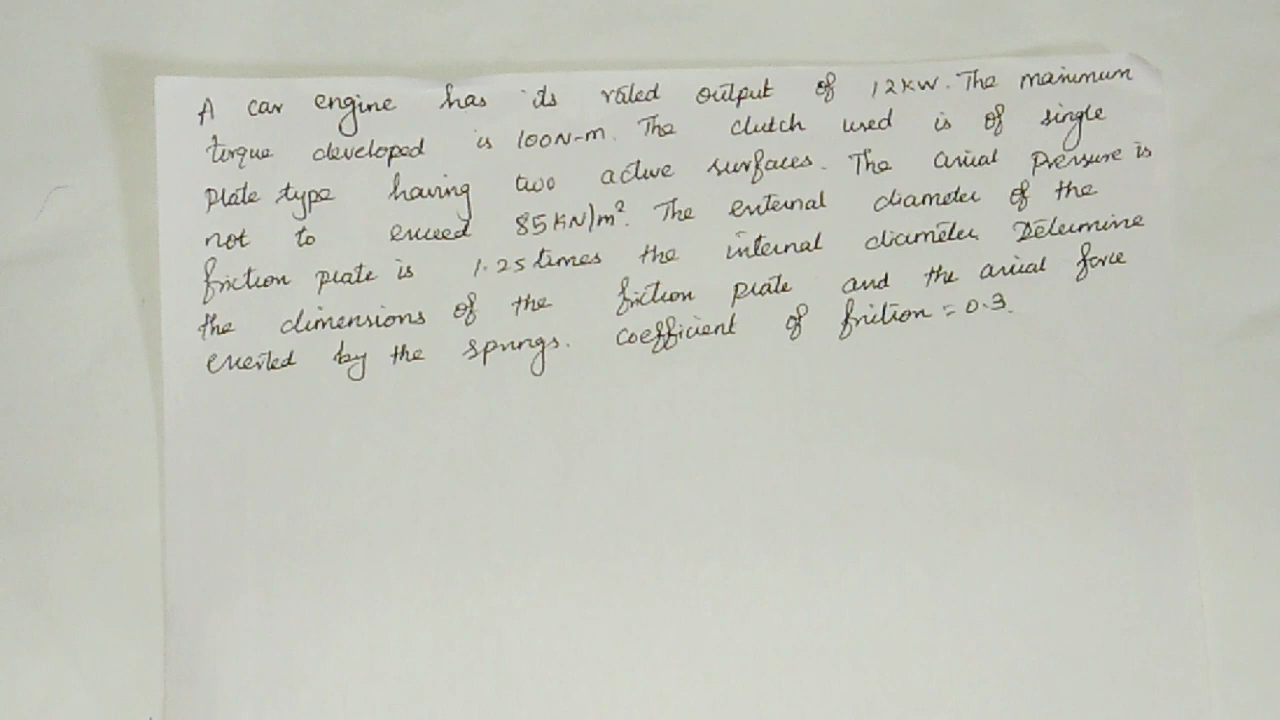 A car engine has its rated output of 12KW. The maximum
torque developed is 100N-m. The clutch used is of single
plate type having two active surfaces. The axial pressure is
not to exceed 85KN/m². The external diameter of the
friction plate is 1.25 times the internal diameter. Determine
the dimensions of the friction plate and the axial force
exerted by the springs. coefficient of friction = 0.3.